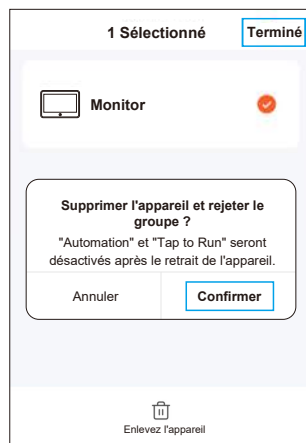 1 Sélectionné
Terminé
Monitor
Supprimer l'appareil et rejeter le
groupe ?
"Automation" et "Tap to Run" seront
désactivés après le retrait de l'appareil.
Annuler
Confirmer
Enlevez l'appareil